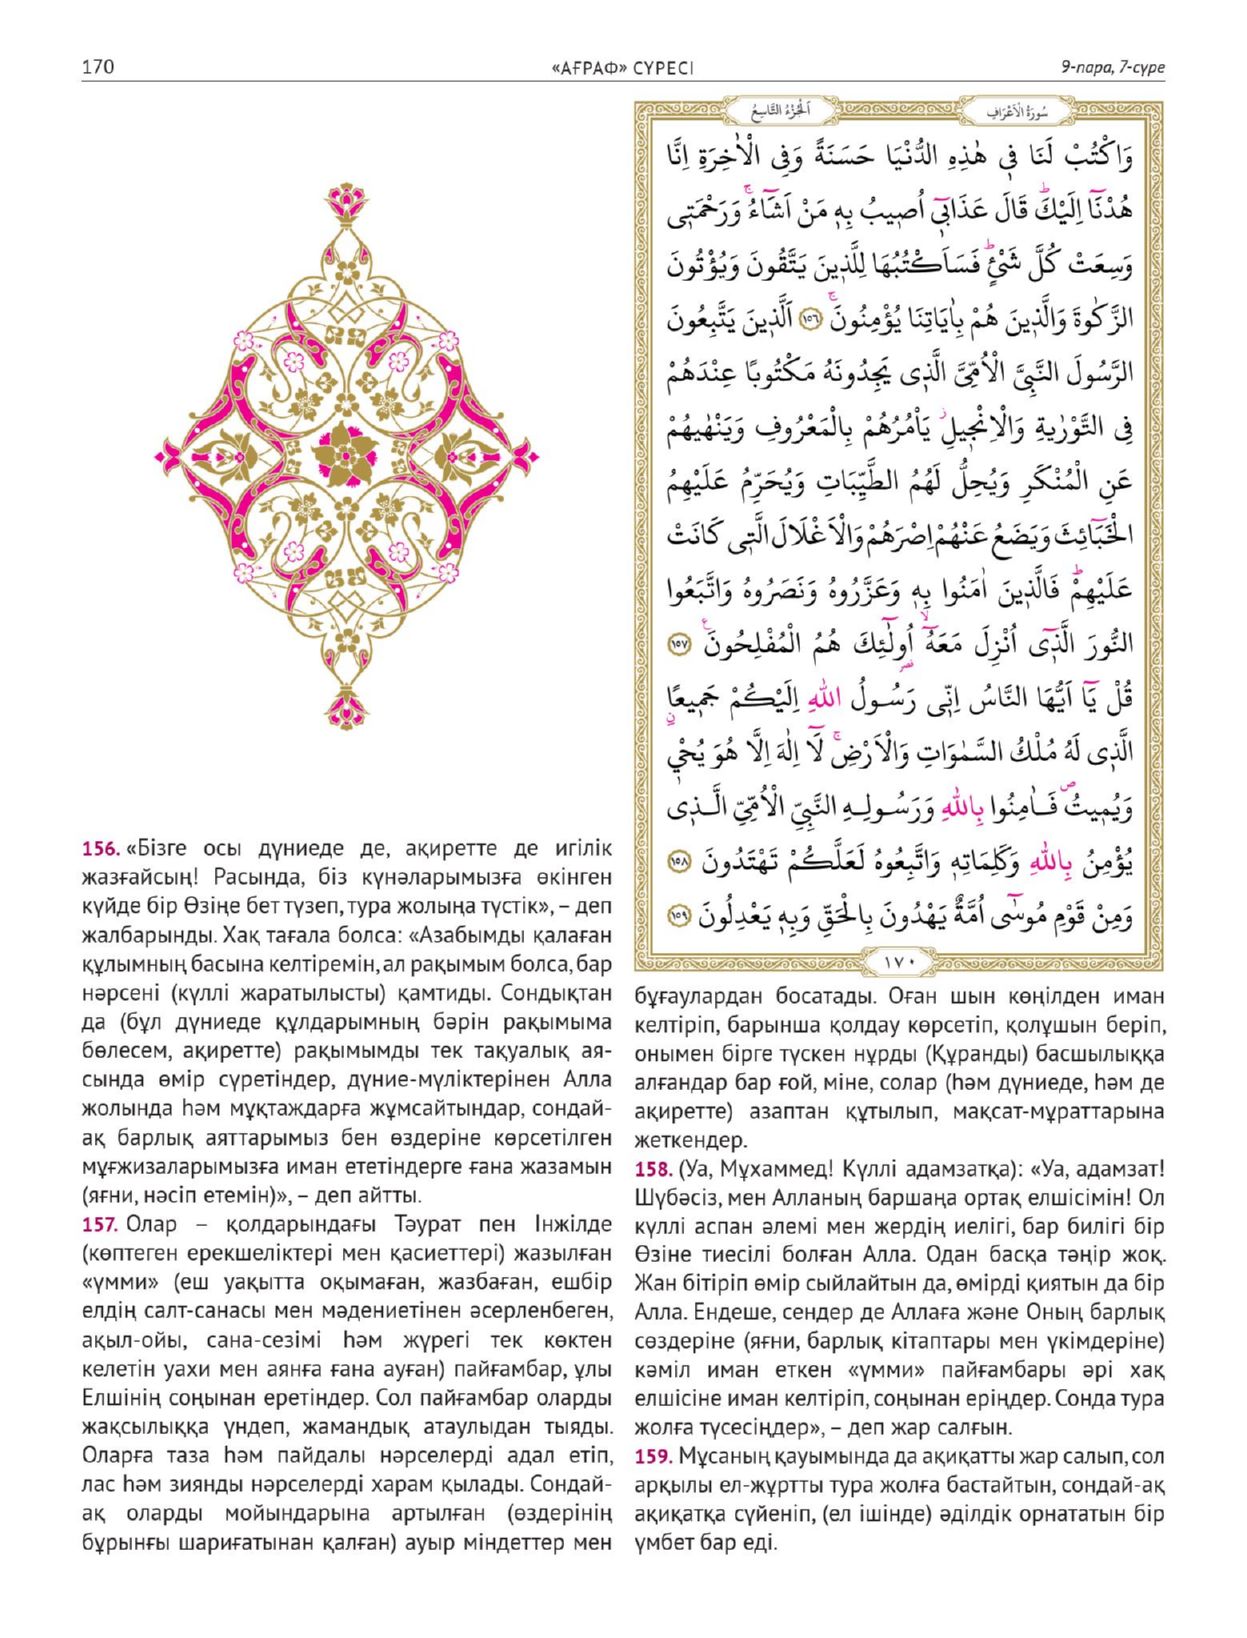 170
«АҒРАФ» СҮРЕСІ
9-пара, 7-сүре
اَلْجُزْءُ التَّاسِعُ
سُورَةُ الْاَعْرَافِ
وَاكْتُبْ لَنَا فٖى هٰذِهِ الدُّنْيَا حَسَنَةً وَفِى الْاٰخِرَةِ اِنَّا
هُدْنَٓا اِلَيْكَؕ قَالَ عَذَابٖٓى اُصٖيبُ بِهٖ مَنْ اَشَٓاءُۚ وَرَحْمَتٖى
وَسِعَتْ كُلَّ شَىْءٍؕ فَسَاَكْتُبُهَا لِلَّذٖينَ يَتَّقُونَ وَيُؤْتُونَ
الزَّكٰوةَ وَالَّذٖينَ هُمْ بِاٰيَاتِنَا يُؤْمِنُونَۚ ﴿١٥٦﴾ اَلَّذٖينَ يَتَّبِعُونَ
الرَّسُولَ النَّبِىَّ الْاُمِّىَّ الَّذٖى يَجِدُونَهُ مَكْتُوبًا عِنْدَهُمْ
فِى التَّوْرٰيةِ وَالْاِنْجٖيلِؗ يَاْمُرُهُمْ بِالْمَعْرُوفِ وَيَنْهٰيهُمْ
عَنِ الْمُنْكَرِ وَيُحِلُّ لَهُمُ الطَّيِّبَاتِ وَيُحَرِّمُ عَلَيْهِمُ
الْخَبَٓائِثَ وَيَضَعُ عَنْهُمْ اِصْرَهُمْ وَالْاَغْلَالَ الَّتٖى كَانَتْ
عَلَيْهِمْؕ فَالَّذٖينَ اٰمَنُوا بِهٖ وَعَزَّرُوهُ وَنَصَرُوهُ وَاتَّبَعُوا
النُّورَ الَّذٖٓى اُنْزِلَ مَعَهُٓۙ اُولٰٓئِكَ هُمُ الْمُفْلِحُونَࣖ ﴿١٥٧﴾
قُلْ يَٓا اَيُّهَا النَّاسُ اِنّٖى رَسُولُ اللّٰهِ اِلَيْكُمْ جَمٖيعًاۨ
الَّذٖى لَهُ مُلْكُ السَّمٰوَاتِ وَالْاَرْضِۚ لَٓا اِلٰهَ اِلَّا هُوَ يُحْيٖ
وَيُمٖيتُࣕ فَاٰمِنُوا بِاللّٰهِ وَرَسُولِهِ النَّبِىِّ الْاُمِّىِّ الَّذٖى
يُؤْمِنُ بِاللّٰهِ وَكَلِمَاتِهٖ وَاتَّبِعُوهُ لَعَلَّكُمْ تَهْتَدُونَ ﴿١٥٨﴾
وَمِنْ قَوْمِ مُوسٰٓى اُمَّةٌ يَهْدُونَ بِالْحَقِّ وَبِهٖ يَعْدِلُونَ ﴿١٥٩﴾
١٧٠
156. «Бізге осы дүниеде де, ақиретте де игілік
жазғайсың! Расында, біз күнәларымызға өкінген
күйде бір Өзіңе бет түзеп, тура жолыңа түстік», – деп
жалбарынды. Хақ тағала болса: «Азабымды қалаған
құлымның басына келтіремін, ал рақымым болса, бар
нәрсені (күллі жаратылысты) қамтиды. Сондықтан
да (бұл дүниеде құлдарымның бәрін рақымыма
бөлесем, ақиретте) рақымымды тек тақуалық ая-
сында өмір сүретіндер, дүние-мүліктерінен Алла
жолында һәм мұқтаждарға жұмсайтындар, сондай-
ақ барлық аяттарымыз бен өздеріне көрсетілген
мұғжизаларымызға иман ететіндерге ғана жазамын
(яғни, нәсіп етемін)», – деп айтты.
157. Олар – қолдарындағы Тәурат пен Інжілде
(көптеген ерекшеліктері мен қасиеттері) жазылған
«үмми» (еш уақытта оқымаған, жазбаған, ешбір
елдің салт-санасы мен мәдениетінен әсерленбеген,
ақыл-ойы, сана-сезімі һәм жүрегі тек көктен
келетін уахи мен аянға ғана ауған) пайғамбар, ұлы
Елшінің соңынан еретіндер. Сол пайғамбар оларды
жақсылыққа үндеп, жамандық атаулыдан тыяды.
Оларға таза һәм пайдалы нәрселерді адал етіп,
лас һәм зиянды нәрселерді харам қылады. Сондай-
ақ оларды мойындарына артылған (өздерінің
бұрынғы шариғатынан қалған) ауыр міндеттер мен
бұғаулардан босатады. Оған шын көңілден иман
келтіріп, барынша қолдау көрсетіп, қолұшын беріп,
онымен бірге түскен нұрды (Құранды) басшылыққа
алғандар бар ғой, міне, солар (һәм дүниеде, һәм де
ақиретте) азаптан құтылып, мақсат-мұраттарына
жеткендер.
158. (Уа, Мұхаммед! Күллі адамзатқа): «Уа, адамзат!
Шүбәсіз, мен Алланың баршаңа ортақ елшісімін! Ол
күллі аспан әлемі мен жердің иелігі, бар билігі бір
Өзіне тиесілі болған Алла. Одан басқа тәңір жоқ.
Жан бітіріп өмір сыйлайтын да, өмірді қиятын да бір
Алла. Ендеше, сендер де Аллаға және Оның барлық
сөздеріне (яғни, барлық кітаптары мен үкімдеріне)
кәміл иман еткен «үмми» пайғамбары әрі хақ
елшісіне иман келтіріп, соңынан еріңдер. Сонда тура
жолға түсесіңдер», – деп жар салғын.
159. Мұсаның қауымында да ақиқатты жар салып, сол
арқылы ел-жұртты тура жолға бастайтын, сондай-ақ
ақиқатқа сүйеніп, (ел ішінде) әділдік орнататын бір
үмбет бар еді.